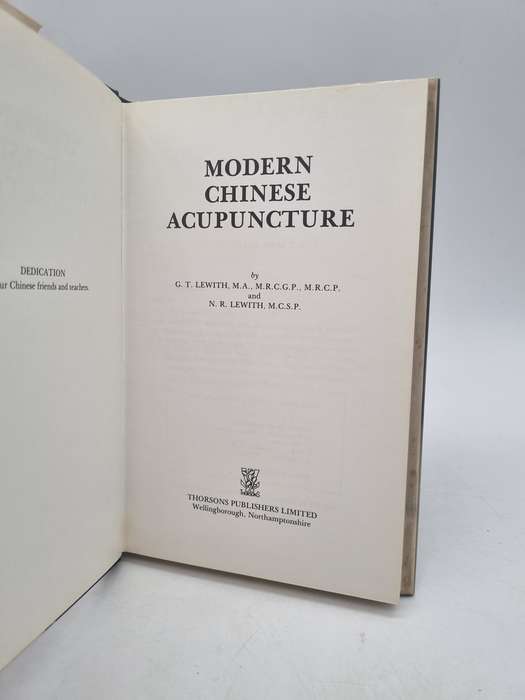 DEDICATION
ur Chinese friends and teachers.
MODERN
CHINESE
ACUPUNCTURE
by
G. T. LEWITH, M.A., M.R.C.G.P., M.R.C.P.
and
N. R. LEWITH, M.C.S.P.
THORSONS PUBLISHERS LIMITED
Wellingborough, Northamptonshire